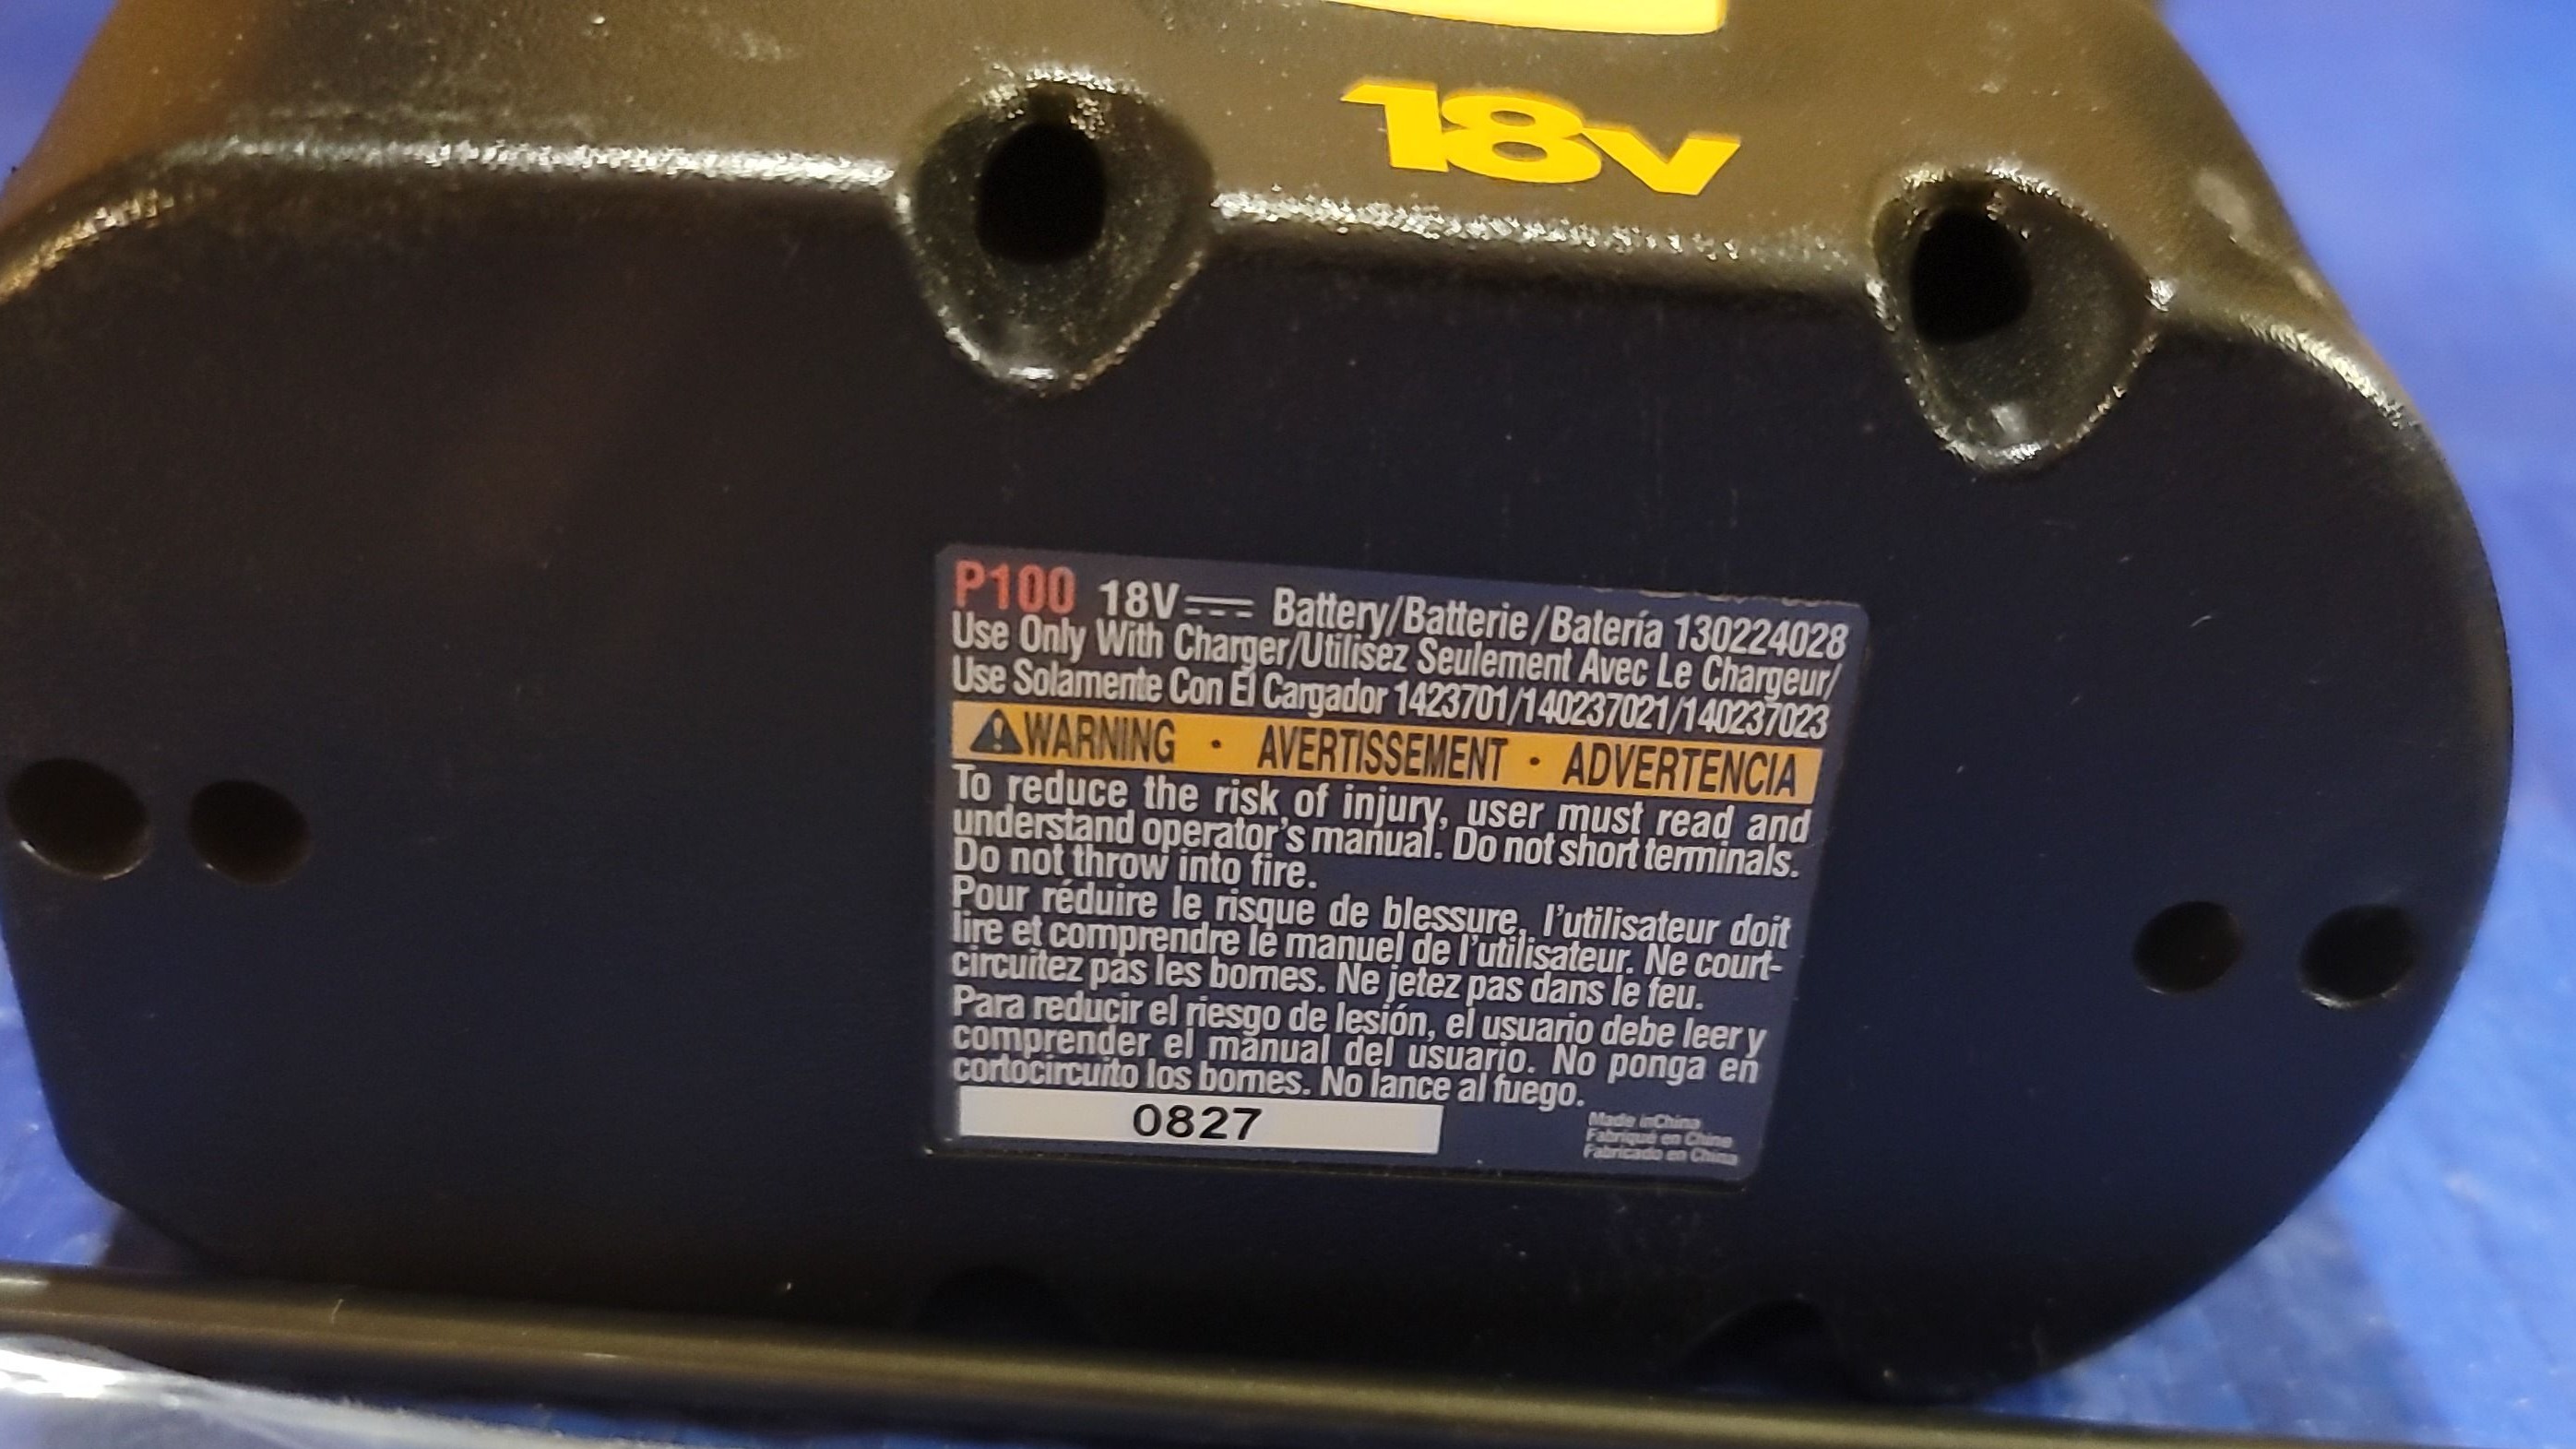 18V
P100 18V Battery/Batterie/Batería 130224028
Use Only With Charger/Utilisez Seulement Avec Le Chargeur/
Use Solamente Con El Cargador 1423701/140237021/140237023
WARNING · AVERTISSEMENT · ADVERTENCIA
To reduce the risk of injury, user must read and
understand operator's manual. Do not short terminals.
Do not throw into fire.
Pour réduire le risque de blessure, l'utilisateur doit
lire et comprendre le manuel de l'utilisateur. Ne court-
circuitez pas les bornes. Ne jetez pas dans le feu.
Para reducir el riesgo de lesión, el usuario debe leer y
comprender el manual del usuario. No ponga en
cortocircuito los bornes. No lance al fuego.
0827
Made inChina
Fabriqué en Chine
Fabricado en China